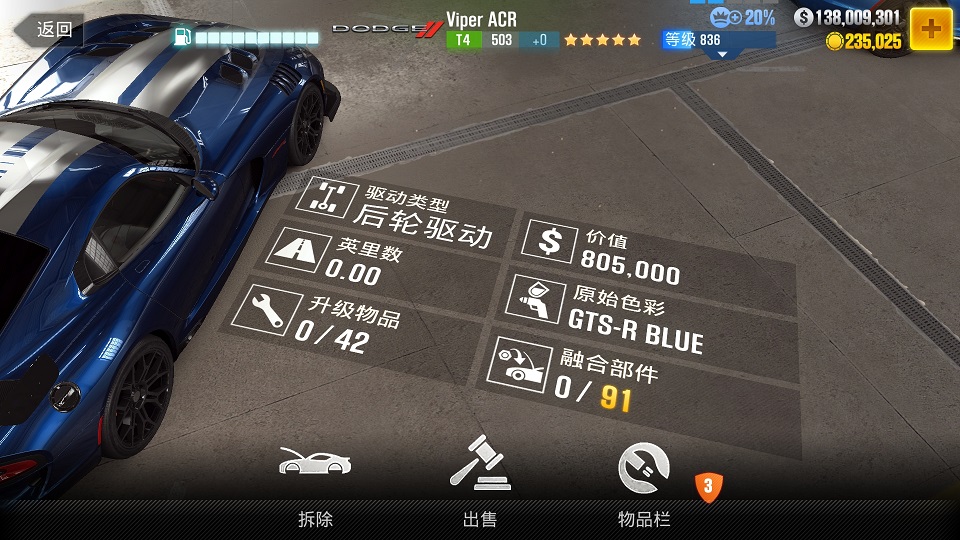 返回
DODGE
Viper ACR
T4 503 +0
等级 836
20%
138,009,301
235,025
驱动类型
后轮驱动
英里数
0.00
升级物品
0 / 42
价值
805,000
原始色彩
GTS-R BLUE
融合部件
0 / 91
拆除
出售
物品栏
3